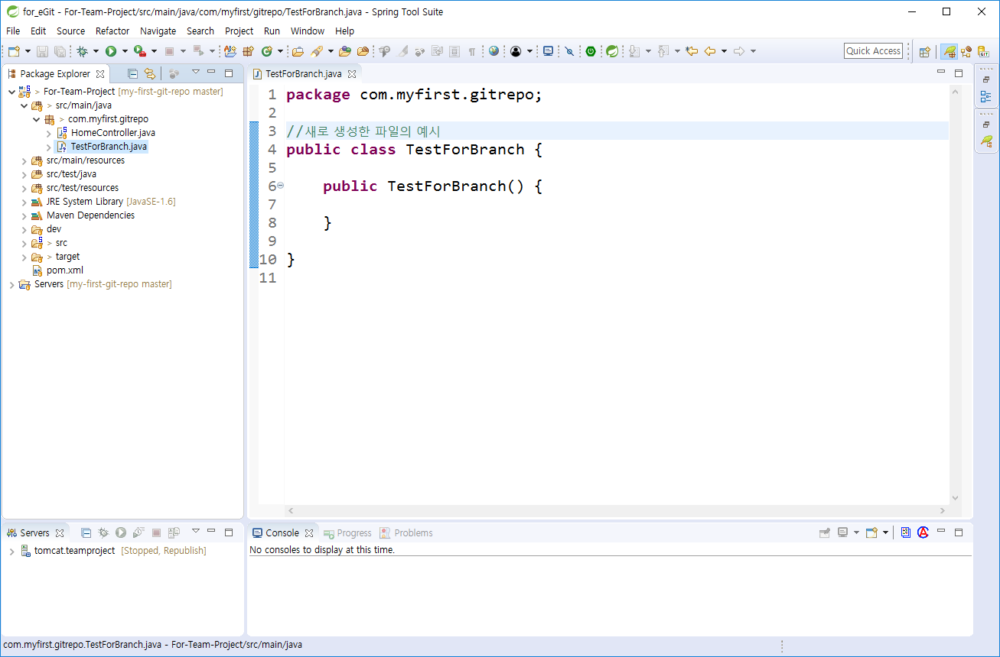 for_eGit - For-Team-Project/src/main/java/com/myfirst/gitrepo/TestForBranch.java - Spring Tool Suite
File Edit Source Refactor Navigate Search Project Run Window Help
Quick Access
Package Explorer
> For-Team-Project [my-first-git-repo master]
> src/main/java
> com.myfirst.gitrepo
HomeController.java
TestForBranch.java
src/main/resources
src/test/java
src/test/resources
JRE System Library [JavaSE-1.6]
Maven Dependencies
dev
> src
> target
pom.xml
Servers [my-first-git-repo master]
TestForBranch.java
1 package com.myfirst.gitrepo;
2
3 //새로 생성한 파일의 예시
4 public class TestForBranch {
5
6 public TestForBranch() {
7
8 }
9
10 }
11
Servers
tomcat.teamproject [Stopped, Republish]
Console Progress Problems
No consoles to display at this time.
com.myfirst.gitrepo.TestForBranch.java - For-Team-Project/src/main/java